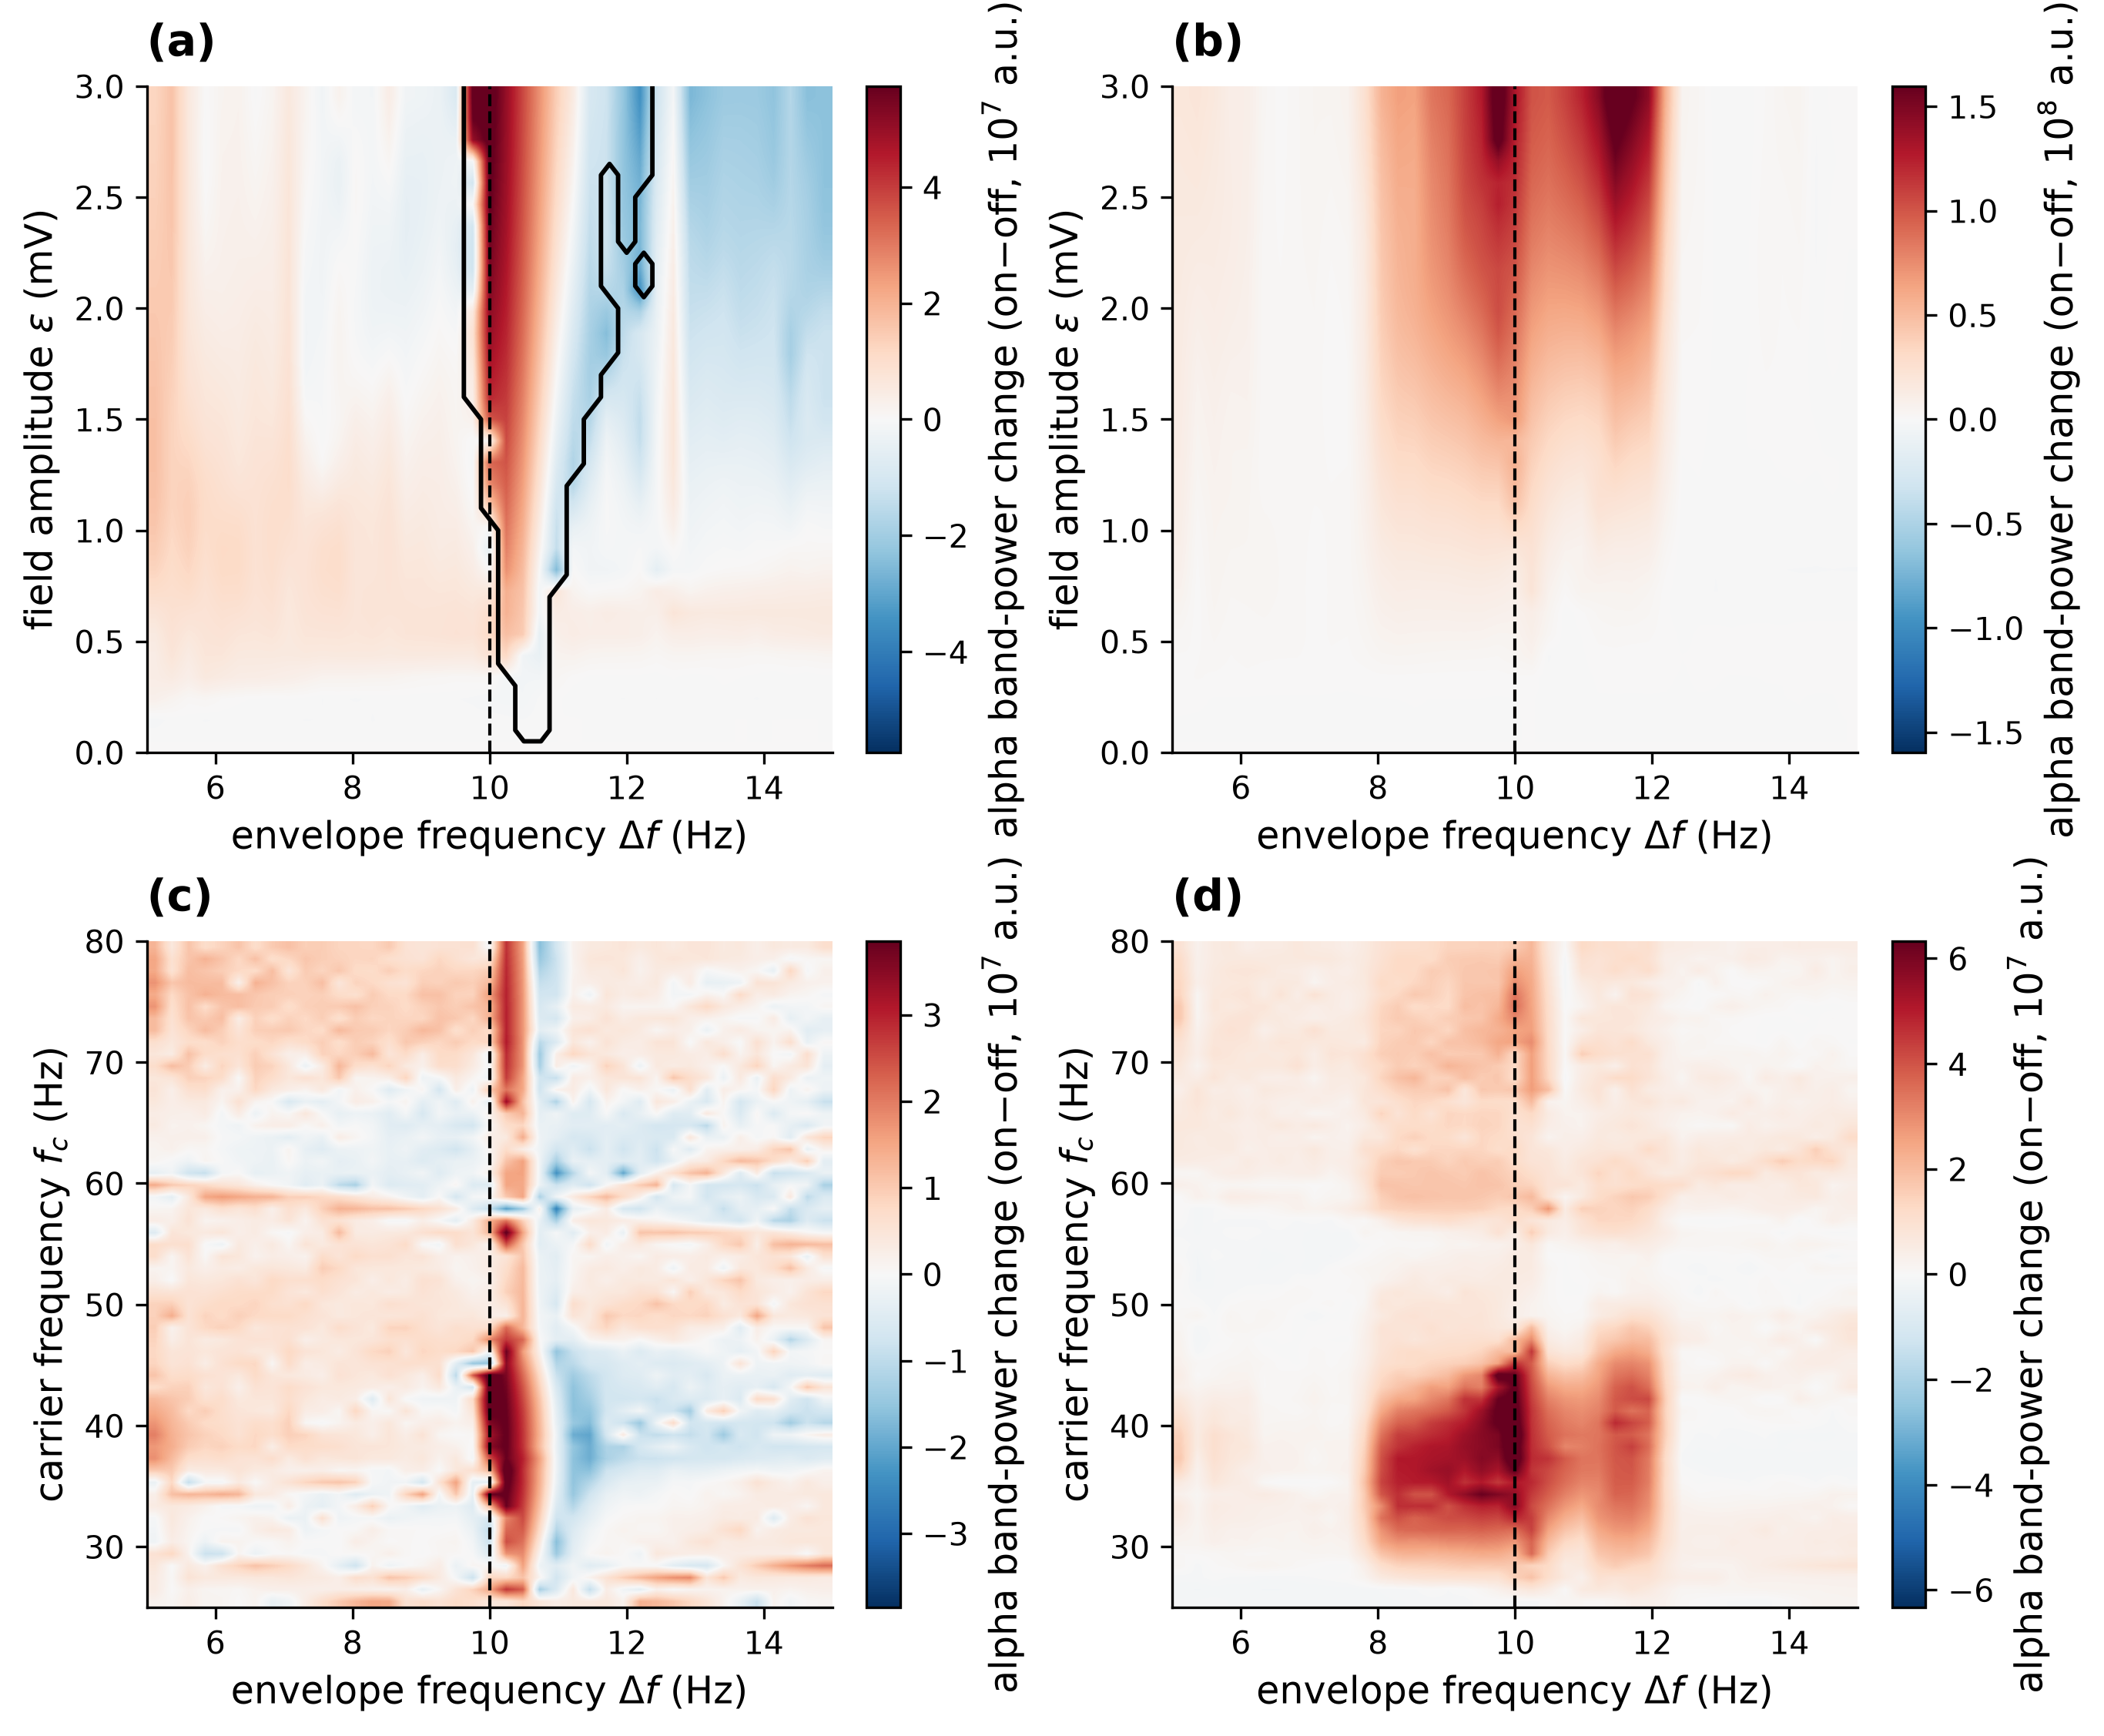 (a)
3.0
2.5
2.0
1.5
1.0
0.5
0.0
field amplitude ε (mV)
6 8 10 12 14
envelope frequency Δf (Hz)
4
2
0
−2
−4
alpha band-power change (on−off, 10⁷ a.u.)
(b)
3.0
2.5
2.0
1.5
1.0
0.5
0.0
field amplitude ε (mV)
6 8 10 12 14
envelope frequency Δf (Hz)
1.5
1.0
0.5
0.0
−0.5
−1.0
−1.5
alpha band-power change (on−off, 10⁸ a.u.)
(c)
80
70
60
50
40
30
carrier frequency f_c (Hz)
6 8 10 12 14
envelope frequency Δf (Hz)
3
2
1
0
−1
−2
−3
alpha band-power change (on−off, 10⁷ a.u.)
(d)
80
70
60
50
40
30
carrier frequency f_c (Hz)
6 8 10 12 14
envelope frequency Δf (Hz)
6
4
2
0
−2
−4
−6
alpha band-power change (on−off, 10⁷ a.u.)